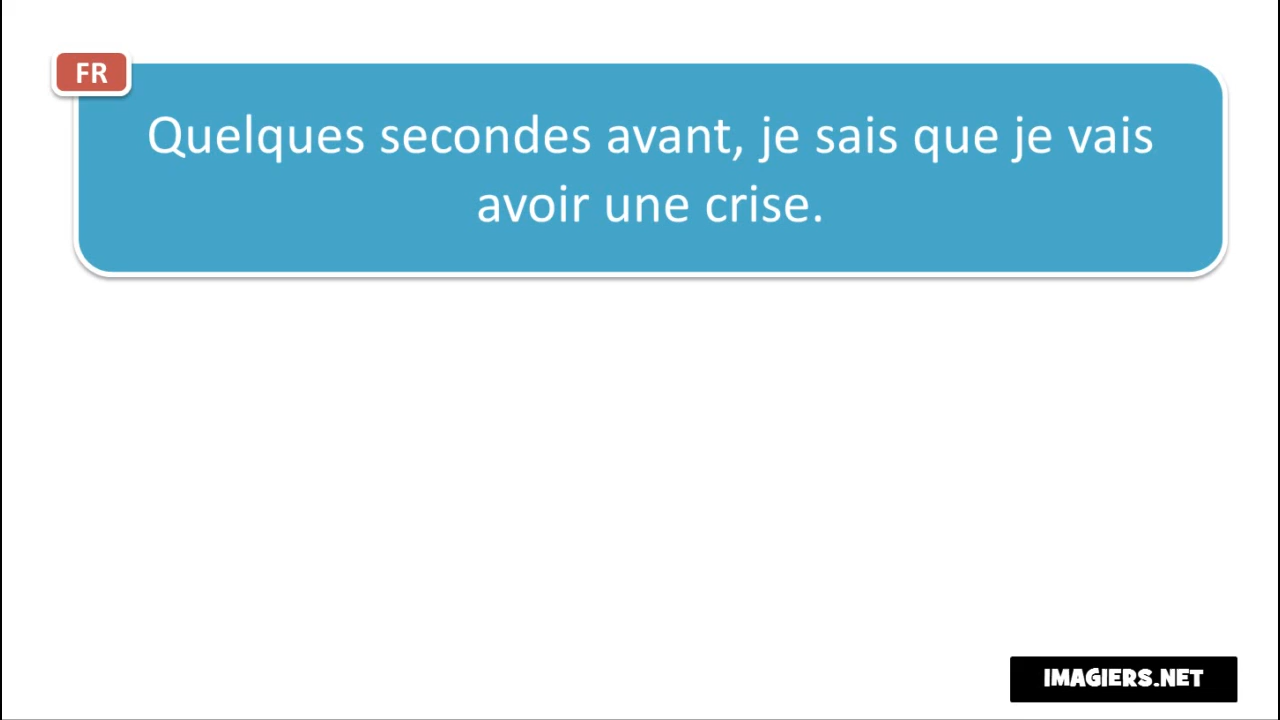 FR
Quelques secondes avant, je sais que je vais
avoir une crise.
IMAGIERS.NET